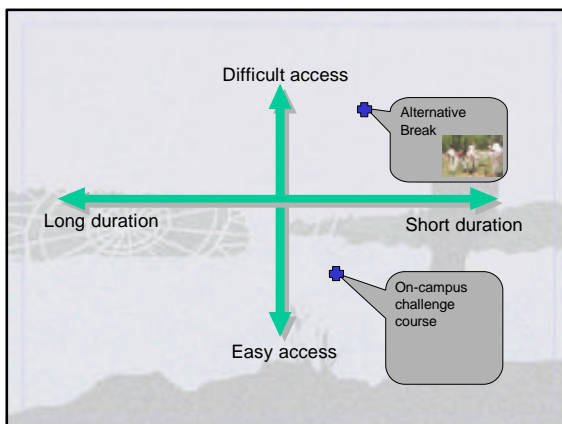 Difficult access
Alternative
Break
Long duration
Short duration
On-campus
challenge
course
Easy access